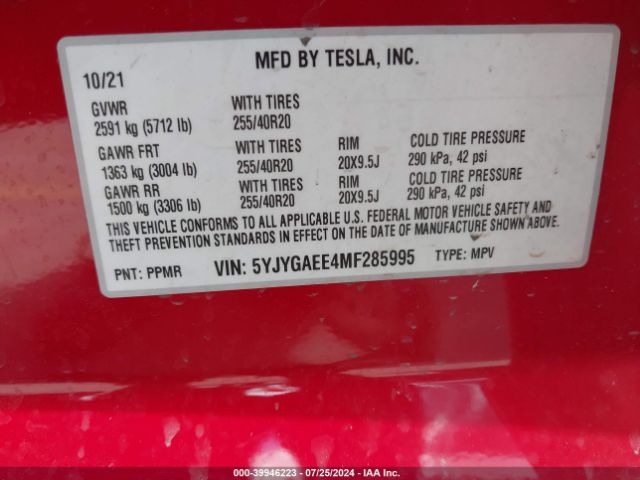 MFD BY TESLA, INC.
10/21
GVWR WITH TIRES
2591 kg (5712 lb) 255/40R20
GAWR FRT WITH TIRES RIM COLD TIRE PRESSURE
1363 kg (3004 lb) 255/40R20 20X9.5J 290 kPa, 42 psi
GAWR RR WITH TIRES RIM COLD TIRE PRESSURE
1500 kg (3306 lb) 255/40R20 20X9.5J 290 kPa, 42 psi
THIS VEHICLE CONFORMS TO ALL APPLICABLE U.S. FEDERAL MOTOR VEHICLE SAFETY AND
THEFT PREVENTION STANDARDS IN EFFECT ON THE DATE OF MANUFACTURE SHOWN ABOVE.
PNT: PPMR VIN: 5YJYGAEE4MF285995 TYPE: MPV
000-39946223 - 07/25/2024 - IAA Inc.